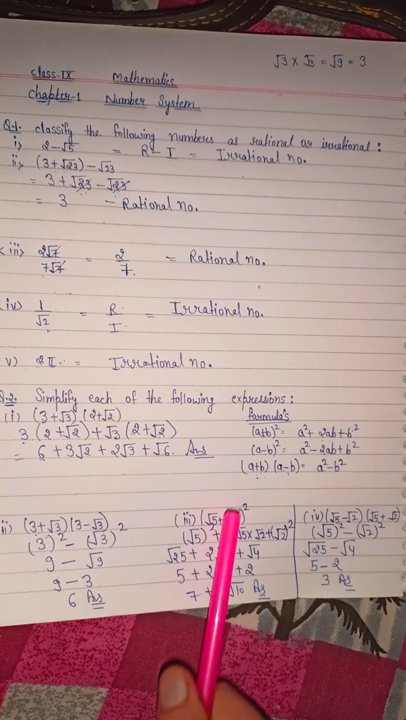 √3 × √3 = √9 = 3
Class-IX Mathematics
Chapter-1 Number System
Q.1. Classify the following numbers as rational or irrational :
i) 2-√5 = R-I = Irrational no.
ii) (3+√23)-√23
= 3+√23-√23
= 3 - Rational no.
iii) 2√7/7√7 = 2/7 = Rational no.
iv) 1/√2 = R/I = Irrational no.
v) 2π = Irrational no.
Q.2. Simplify each of the following expressions :
(i) (3+√3)(2+√2) Formula's
3(2+√2)+√3(2+√2) (a+b)² = a²+2ab+b²
= 6+3√2+2√3+√6. Ans (a-b)² = a²-2ab+b²
(a+b)(a-b) = a²-b²
ii) (3+√3)(3-√3)
(3)²-(√3)²
9 - √9
9 - 3
6 Ans
(iii) (√5+ )²
(√5)²+ √5×√2+(√2)²
√25+2 +√4
5+2 +2
7+ √10 Ans
(iv) (√5-√2)(√5+ )
(√5)²-(√2)²
√25-√4
5-2
3 Ans